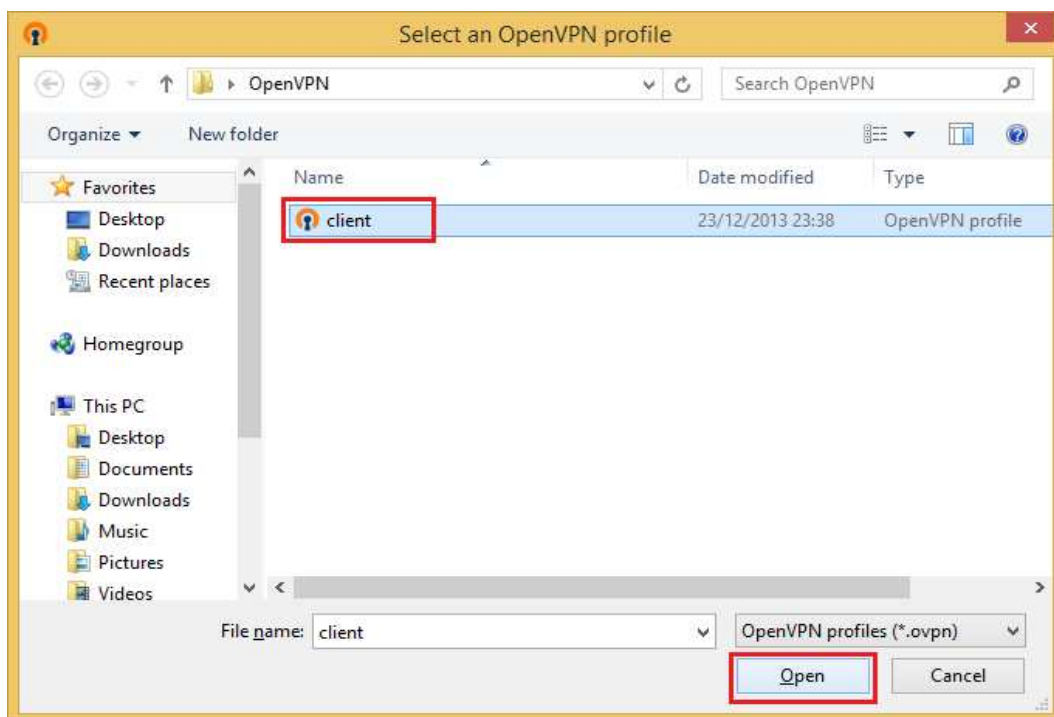 Select an OpenVPN profile
OpenVPN
Search OpenVPN
Organize
New folder
Name
Date modified
Type
Favorites
client
23/12/2013 23:38
OpenVPN profile
Desktop
Downloads
Recent places
Homegroup
This PC
Desktop
Documents
Downloads
Music
Pictures
Videos
File name: client
OpenVPN profiles (*.ovpn)
Open
Cancel